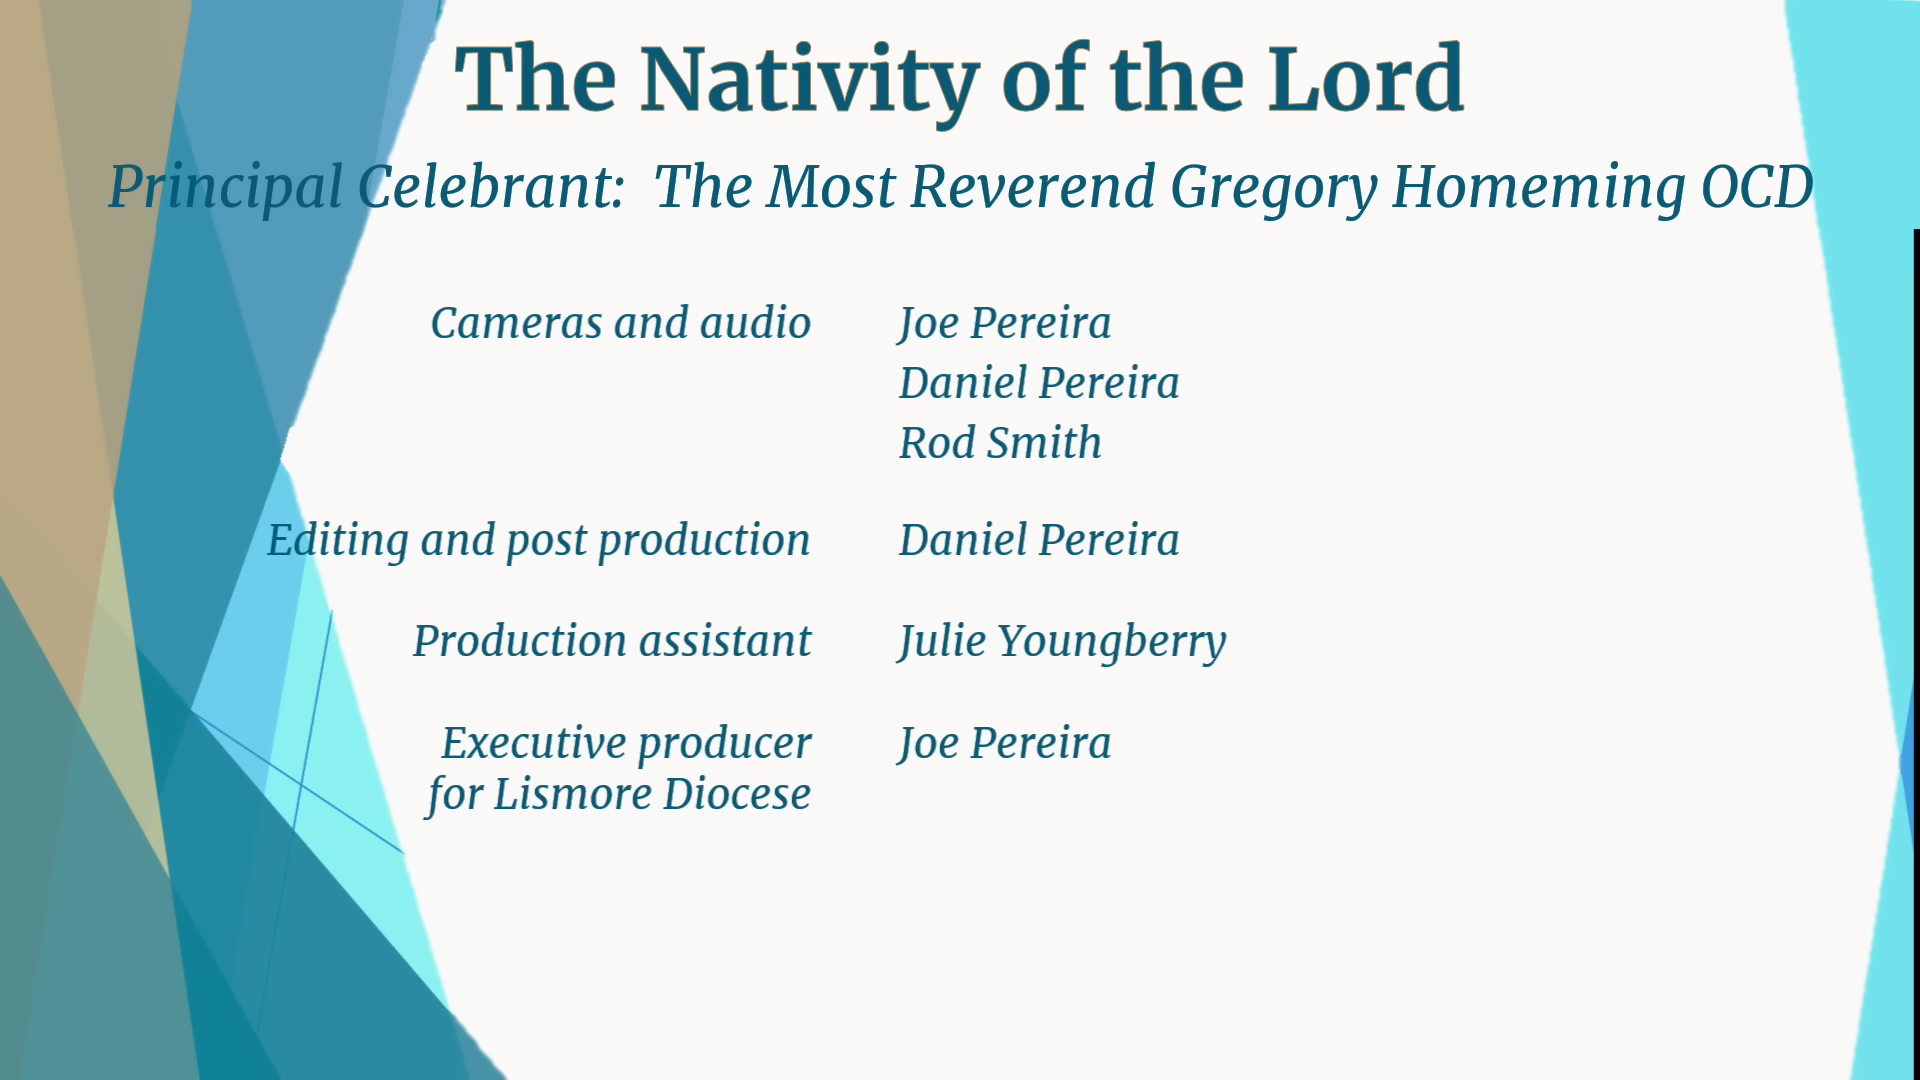 The Nativity of the Lord
Principal Celebrant:  The Most Reverend Gregory Homeming OCD
Cameras and audio Joe Pereira
Daniel Pereira
Rod Smith
Editing and post production Daniel Pereira
Production assistant Julie Youngberry
Executive producer Joe Pereira
for Lismore Diocese